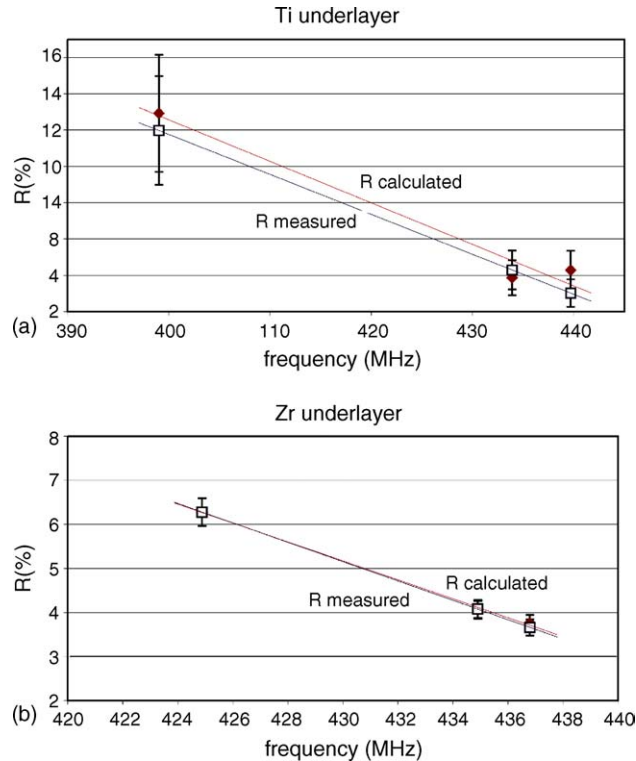 Ti underlayer
16
14
12
10
14
8
4
2
R(%)
R calculated
R measured
(a)
390 400 110 420 430 440
frequency (MHz)
Zr underlayer
8
7
6
5
4
3
2
R(%)
R calculated
R measured
(b)
420 422 424 426 428 430 432 434 436 438 440
frequency (MHz)